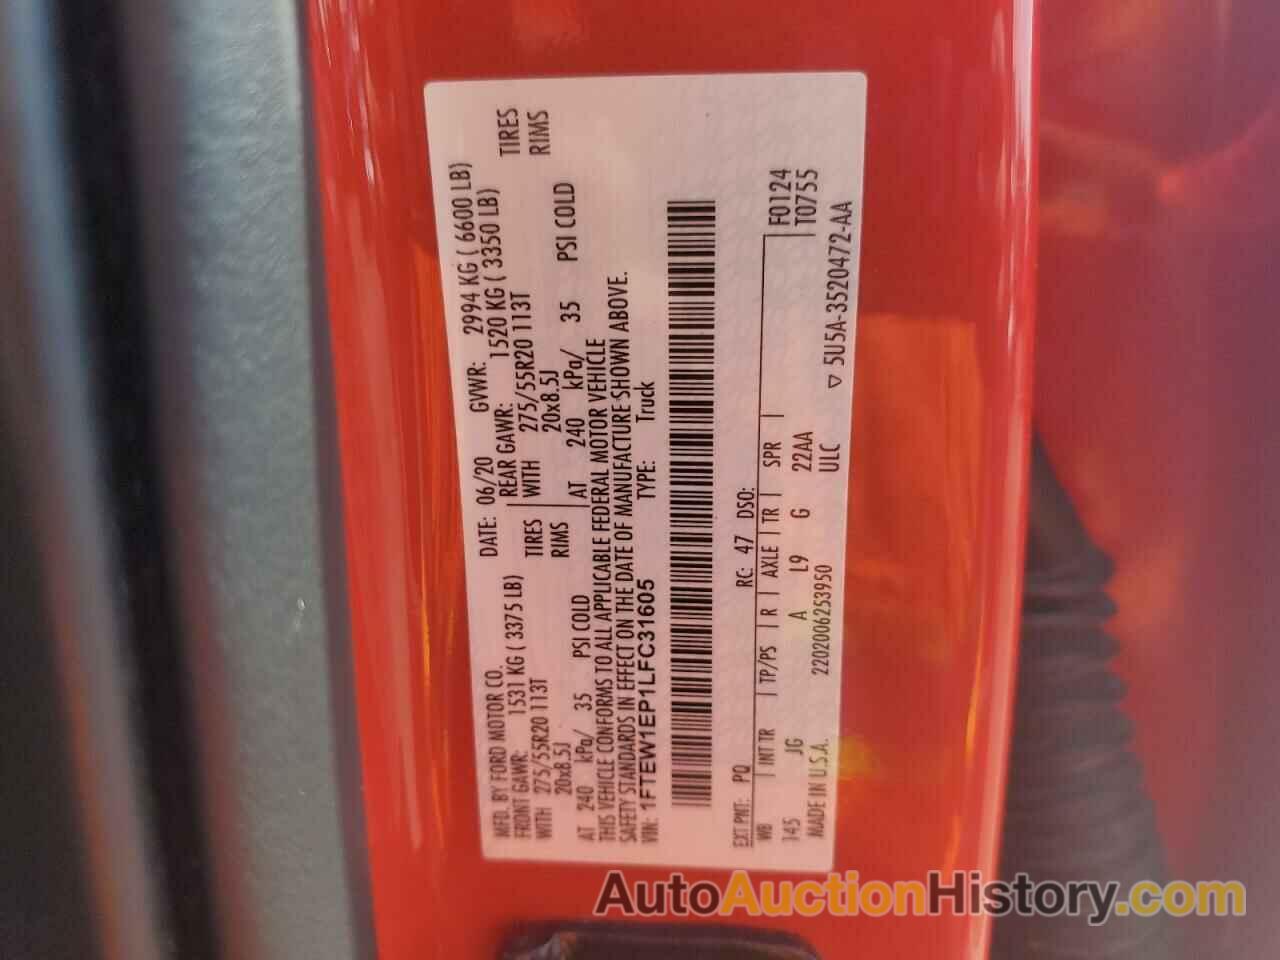 MFD. BY FORD MOTOR CO.
DATE: 06/20 GVWR: 2994 KG ( 6600 LB)
FRONT GAWR: 1531 KG ( 3375 LB) REAR GAWR: 1520 KG ( 3350 LB)
WITH 275/55R20 113T TIRES WITH 275/55R20 113T TIRES
20x8.5J RIMS 20x8.5J RIMS
AT 240 kPa/ 35 PSI COLD AT 240 kPa/ 35 PSI COLD
THIS VEHICLE CONFORMS TO ALL APPLICABLE FEDERAL MOTOR VEHICLE
SAFETY STANDARDS IN EFFECT ON THE DATE OF MANUFACTURE SHOWN ABOVE.
VIN: 1FTEW1EP1LFC31605 TYPE: Truck
EXT PNT: PQ RC: 47 DSO:
WB INT TR TP/PS R AXLE TR SPR F0124
145 JG A L9 G 22AA T0755
MADE IN U.S.A. 2202006253950 ULC ▽ 5U5A-3520472-AA
AutoAuctionHistory.com